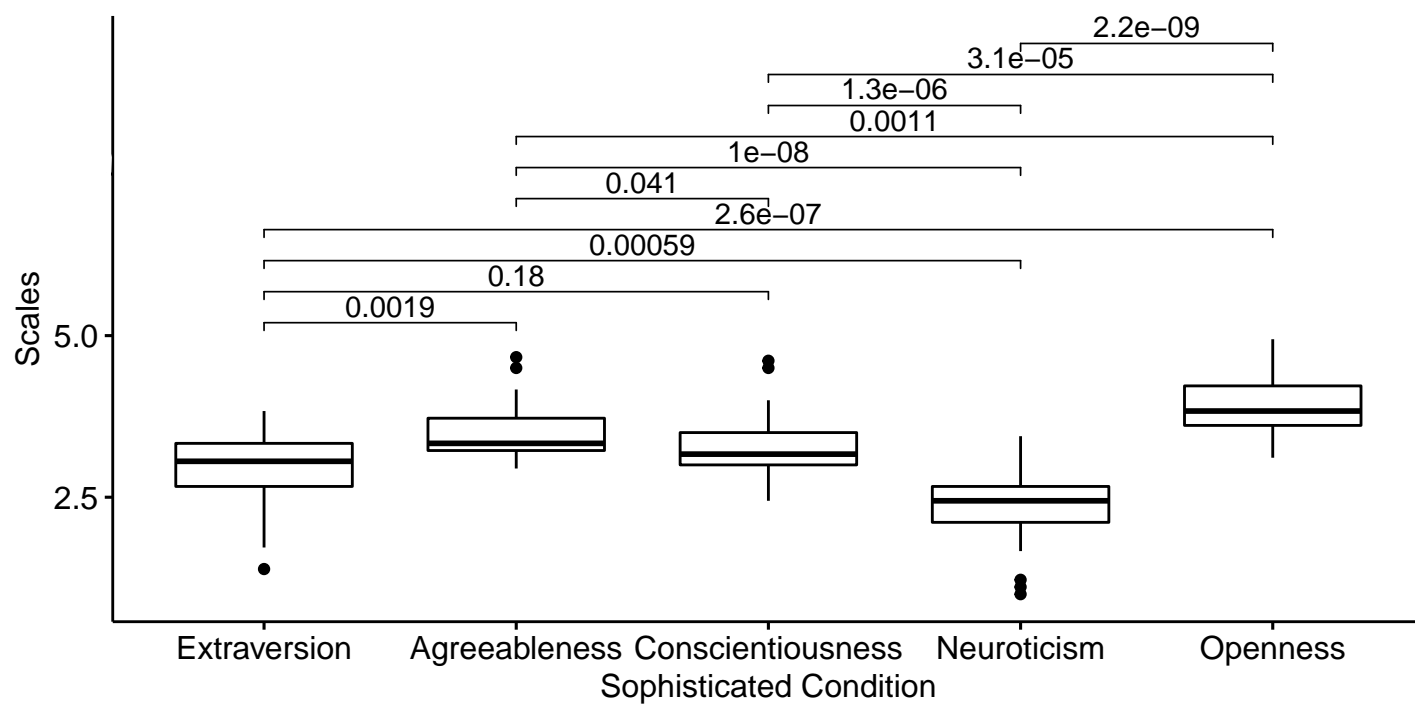 2.2e−09
3.1e−05
1.3e−06
0.0011
1e−08
0.041
2.6e−07
0.00059
0.18
0.0019
Scales
5.0
2.5
Extraversion Agreeableness Conscientiousness Neuroticism Openness
Sophisticated Condition